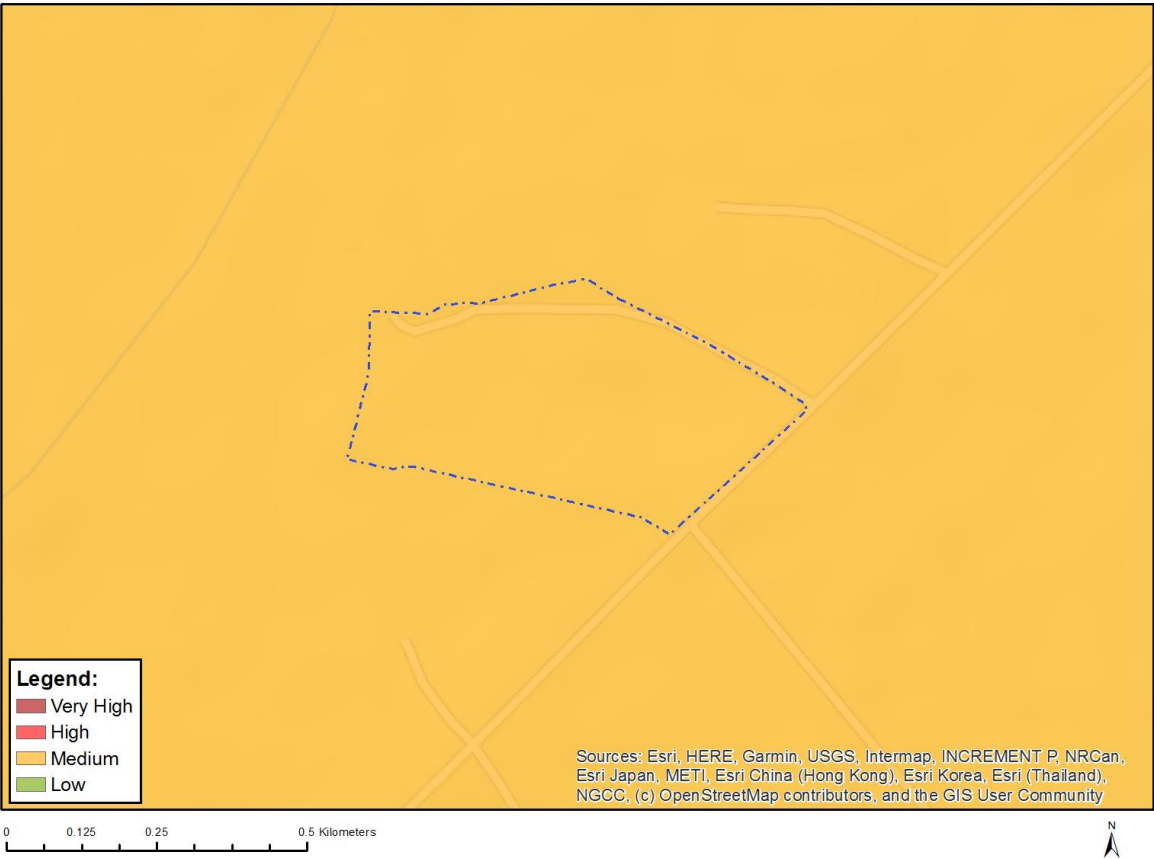 Legend:
Very High
High
Medium
Low
Sources: Esri, HERE, Garmin, USGS, Intermap, INCREMENT P, NRCan,
Esri Japan, METI, Esri China (Hong Kong), Esri Korea, Esri (Thailand),
NGCC, (c) OpenStreetMap contributors, and the GIS User Community
0 0.125 0.25 0.5 Kilometers
N